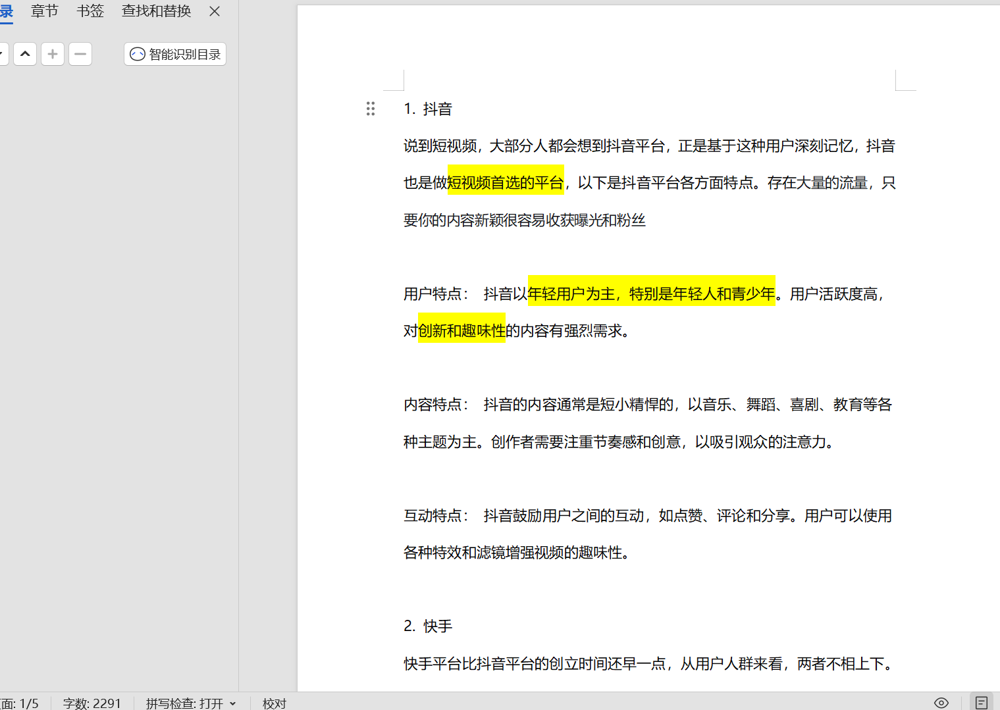 录 章节 书签 查找和替换
智能识别目录
1. 抖音
说到短视频，大部分人都会想到抖音平台，正是基于这种用户深刻记忆，抖音
也是做短视频首选的平台，以下是抖音平台各方面特点。存在大量的流量，只
要你的内容新颖很容易收获曝光和粉丝
用户特点： 抖音以年轻用户为主，特别是年轻人和青少年。用户活跃度高，
对创新和趣味性的内容有强烈需求。
内容特点： 抖音的内容通常是短小精悍的，以音乐、舞蹈、喜剧、教育等各
种主题为主。创作者需要注重节奏感和创意，以吸引观众的注意力。
互动特点： 抖音鼓励用户之间的互动，如点赞、评论和分享。用户可以使用
各种特效和滤镜增强视频的趣味性。
2. 快手
快手平台比抖音平台的创立时间还早一点，从用户人群来看，两者不相上下。
面: 1/5 字数: 2291 拼写检查: 打开 校对